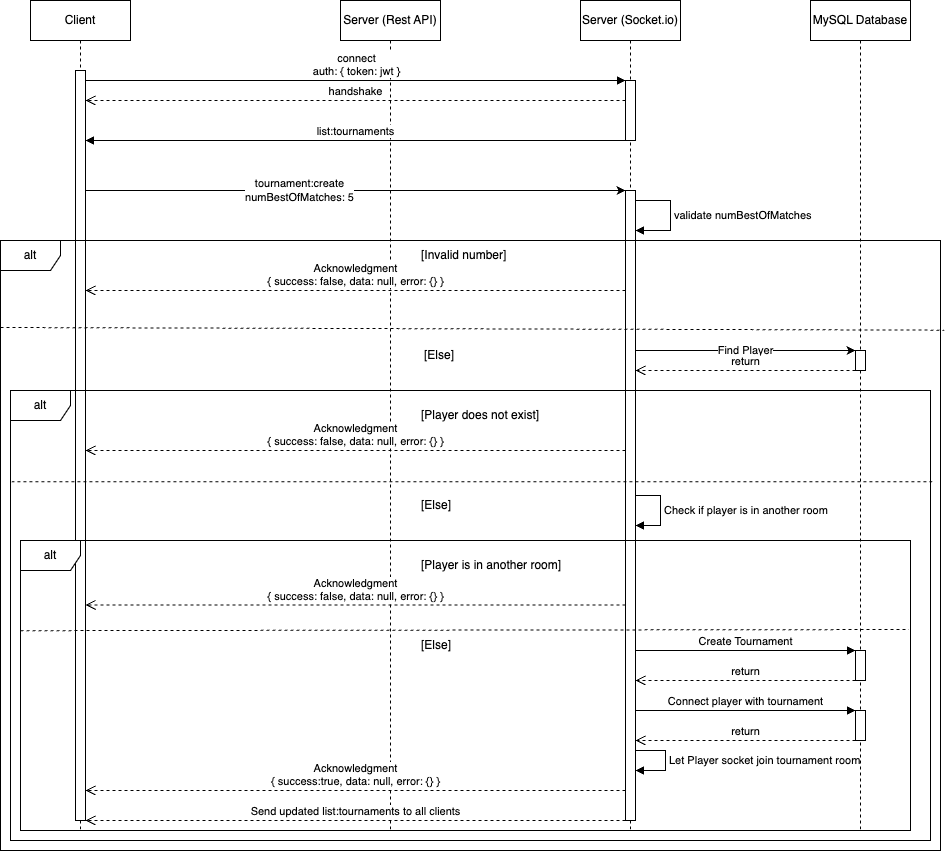 Client
Server (Rest API)
Server (Socket.io)
MySQL Database
connect
auth: { token: jwt }
handshake
list:tournaments
tournament:create
numBestOfMatches: 5
validate numBestOfMatches
alt
[Invalid number]
Acknowledgment
{ success: false, data: null, error: {} }
[Else]
Find Player
return
alt
[Player does not exist]
Acknowledgment
{ success: false, data: null, error: {} }
[Else]
Check if player is in another room
alt
[Player is in another room]
Acknowledgment
{ success: false, data: null, error: {} }
[Else]
Create Tournament
return
Connect player with tournament
return
Let Player socket join tournament room
Acknowledgment
{ success:true, data: null, error: {} }
Send updated list:tournaments to all clients